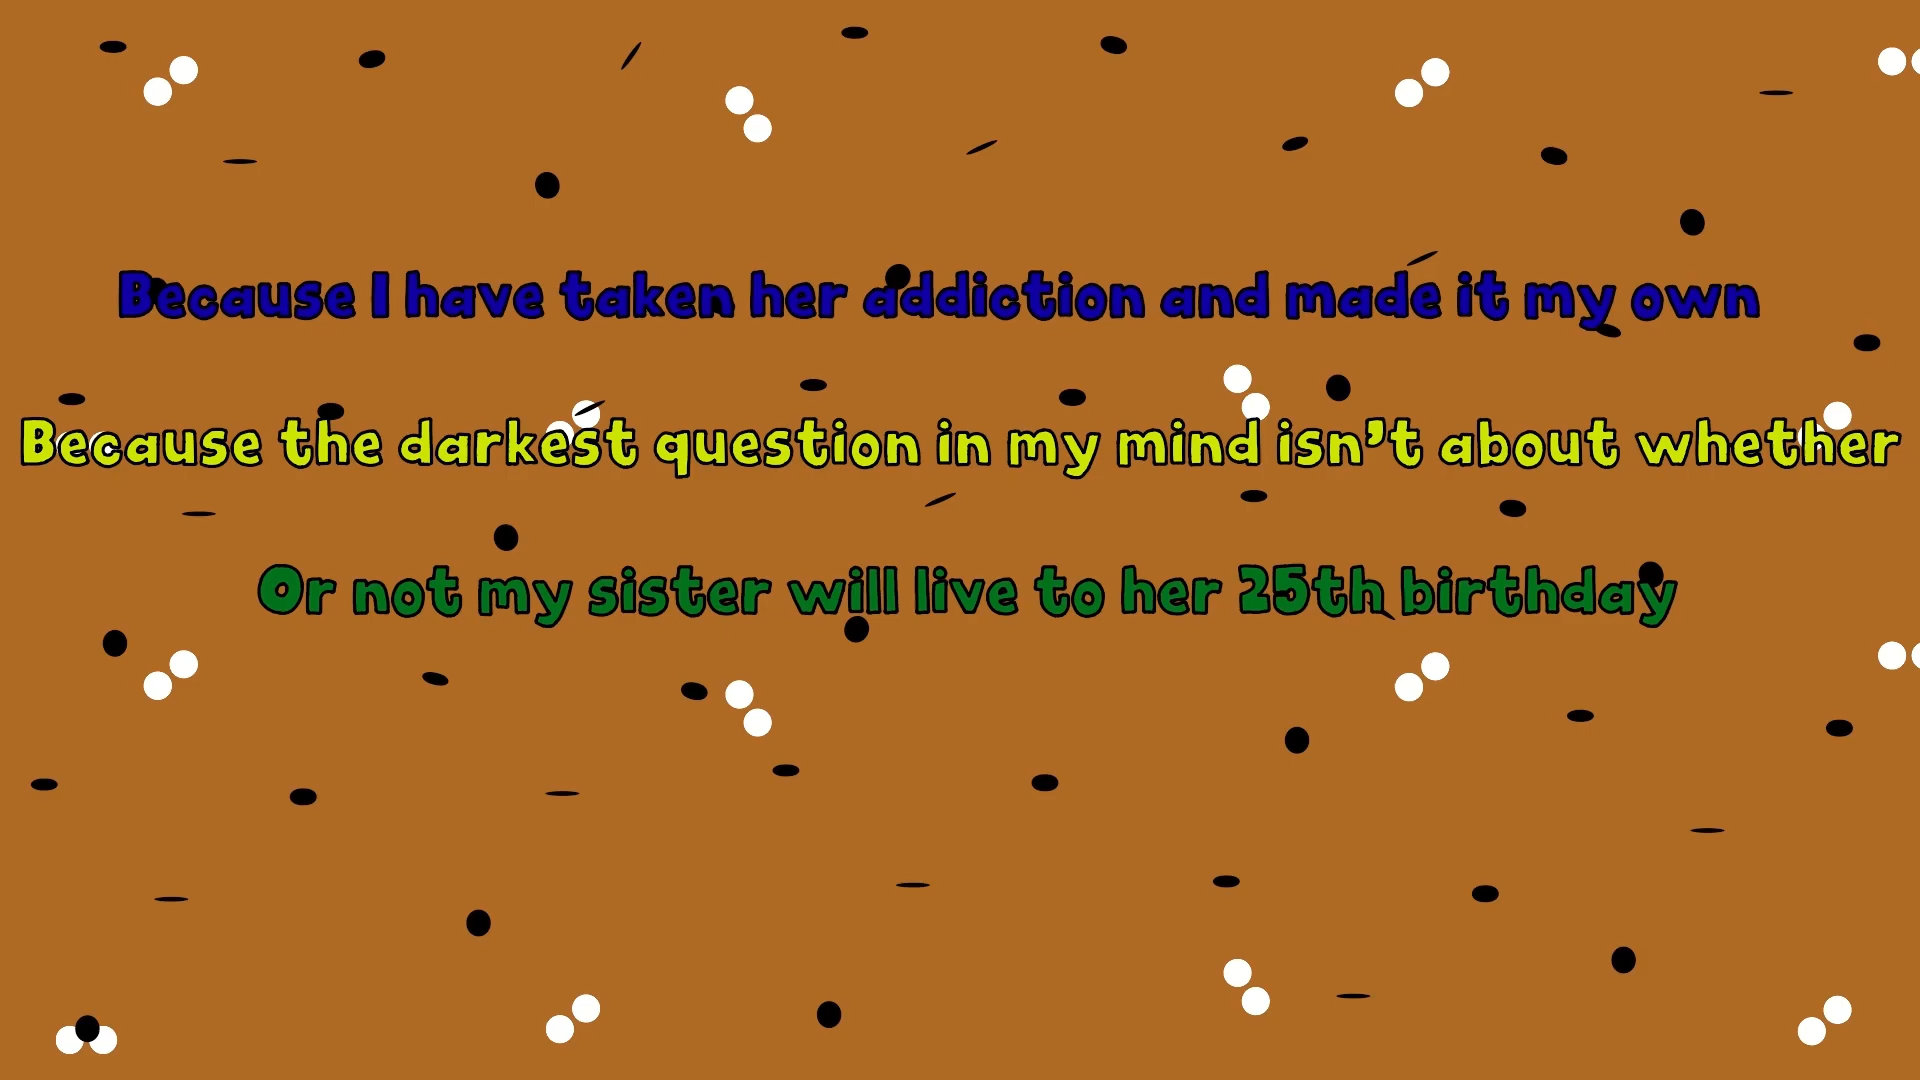 Because I have taken her addiction and made it my own
Because the darkest question in my mind isn't about whether
Or not my sister will live to her 25th birthday